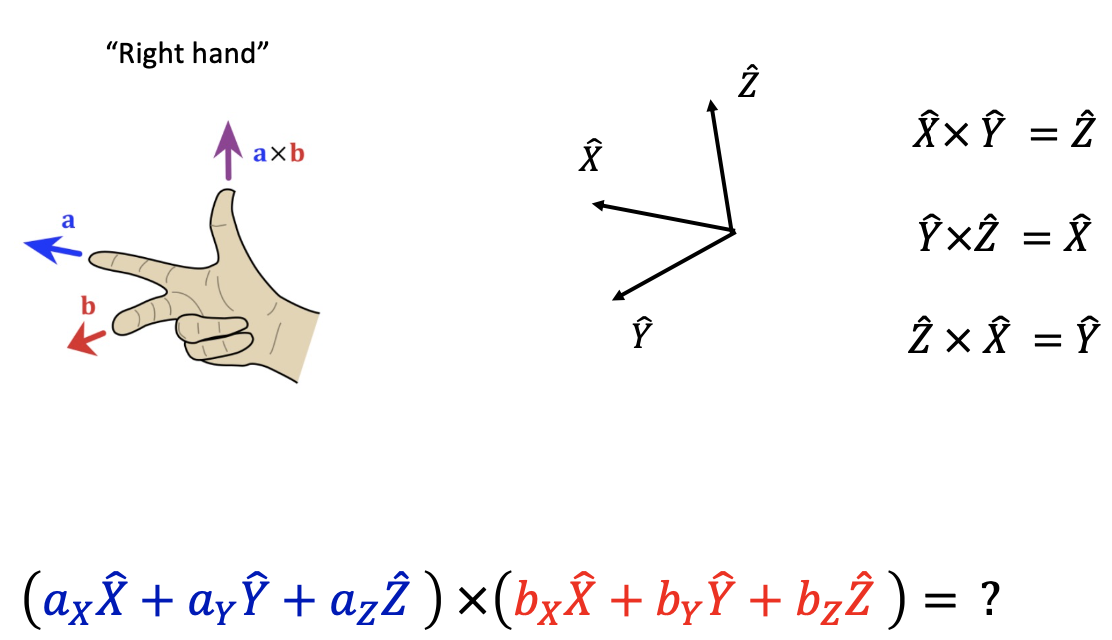 “Right hand”
a×b
a
b
Ẑ
X̂
Ŷ
X̂ × Ŷ = Ẑ
Ŷ × Ẑ = X̂
Ẑ × X̂ = Ŷ
(a_X X̂ + a_Y Ŷ + a_Z Ẑ) × (b_X X̂ + b_Y Ŷ + b_Z Ẑ) = ?